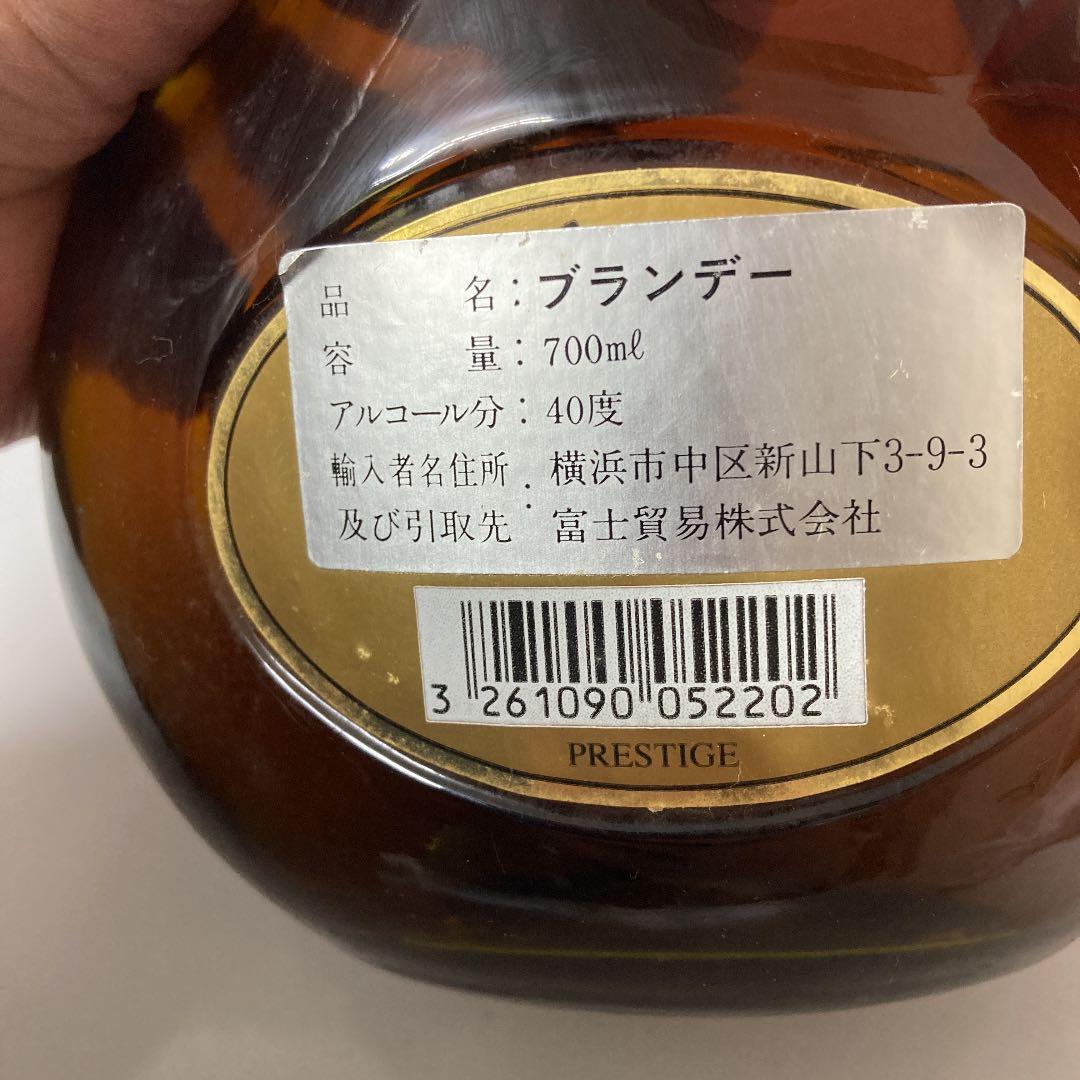 品 名：ブランデー
容 量：700mℓ
アルコール分：40度
輸入者名住所 横浜市中区新山下3-9-3
及び引取先：富士貿易株式会社
3 261090 052202
PRESTIGE